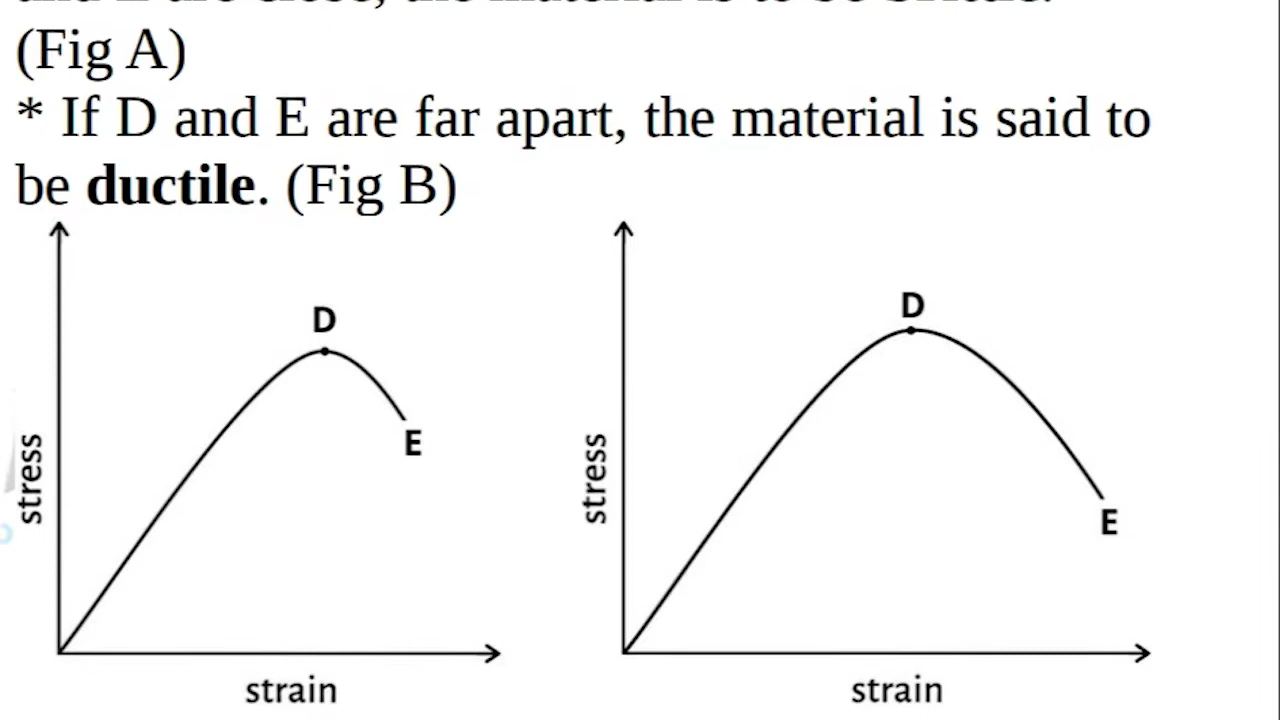 (Fig A)
* If D and E are far apart, the material is said to
be ductile. (Fig B)
D
E
stress
strain
D
E
stress
strain